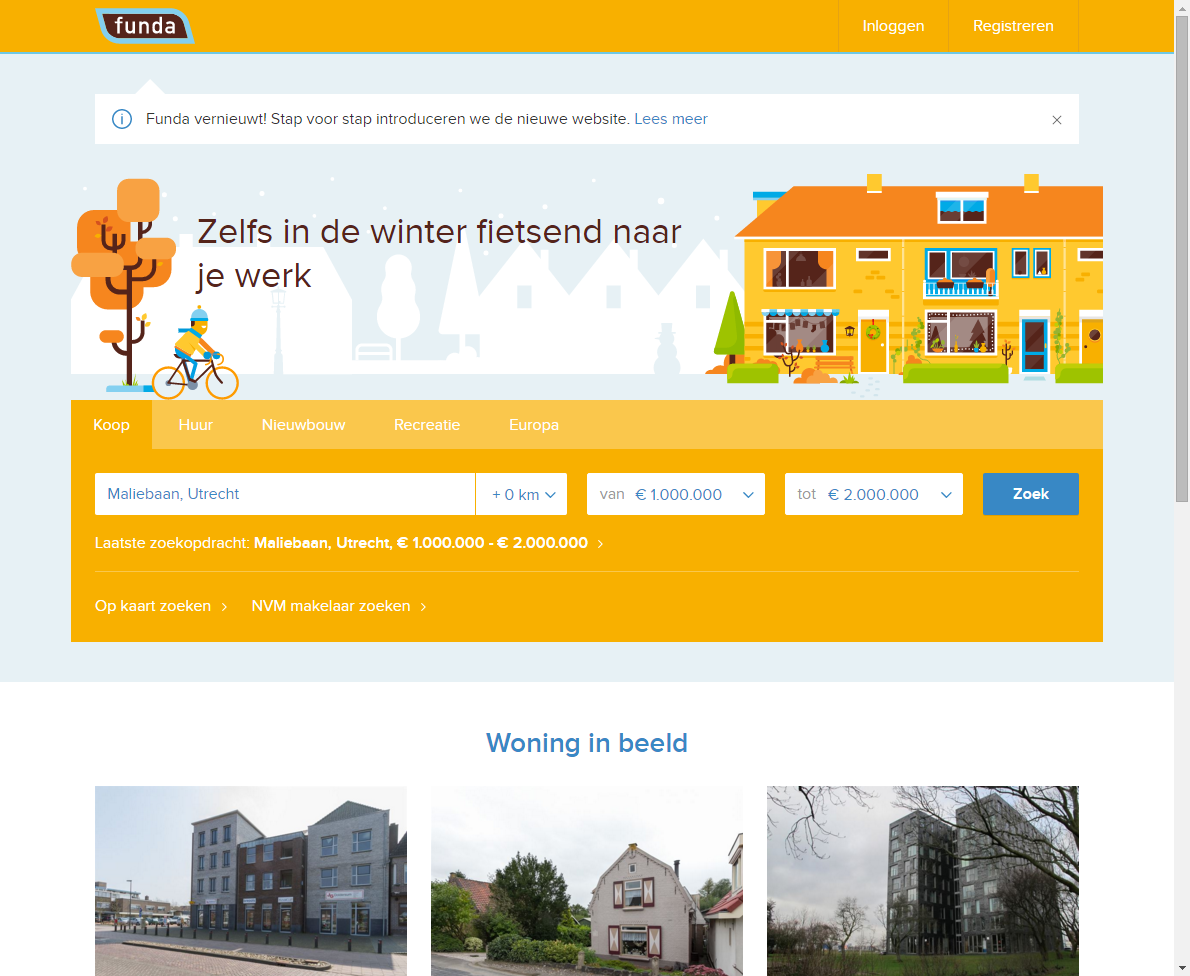 funda
Inloggen
Registreren
Funda vernieuwt! Stap voor stap introduceren we de nieuwe website. Lees meer
Zelfs in de winter fietsend naar
je werk
Koop
Huur
Nieuwbouw
Recreatie
Europa
Maliebaan, Utrecht
+ 0 km
van € 1.000.000
tot € 2.000.000
Zoek
Laatste zoekopdracht: Maliebaan, Utrecht, € 1.000.000 - € 2.000.000
Op kaart zoeken
NVM makelaar zoeken
Woning in beeld